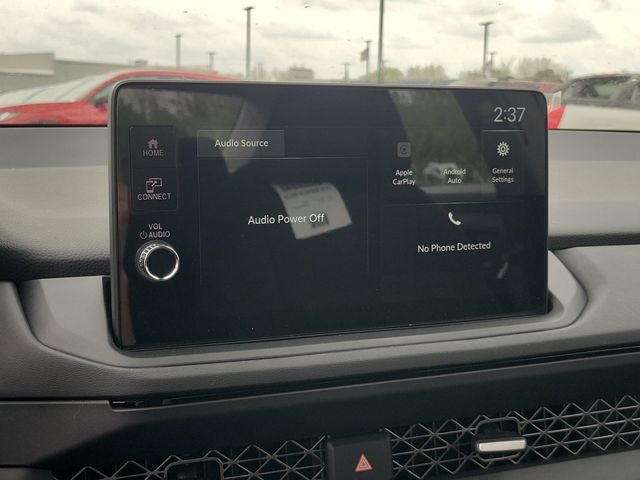 2:37
HOME
Audio Source
CONNECT
Apple
CarPlay
Android
Auto
General
Settings
VOL
AUDIO
Audio Power Off
No Phone Detected